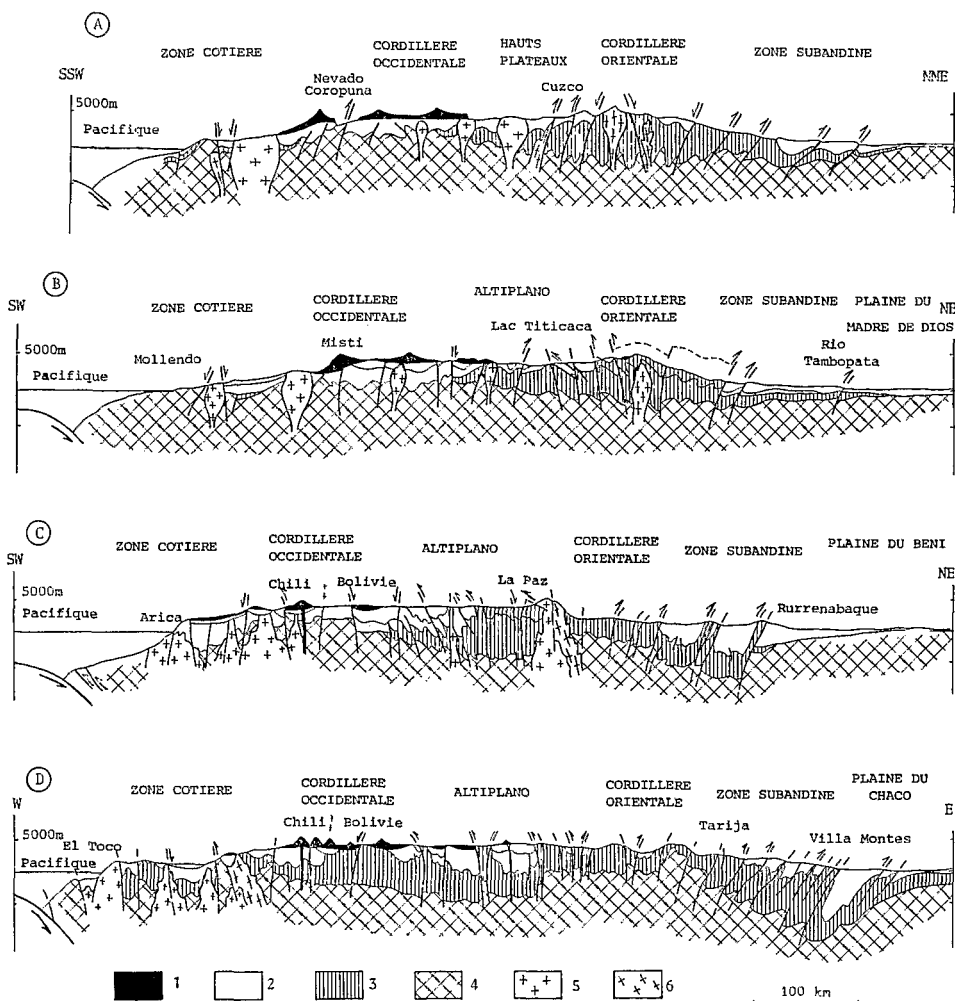 A
ZONE COTIERE
CORDILLERE
OCCIDENTALE
HAUTS
PLATEAUX
CORDILLERE
ORIENTALE
ZONE SUBANDINE
SSW
NNE
Nevado
Coropuna
Cuzco
5000m
Pacifique
B
SW
NE
ZONE COTIERE
CORDILLERE
OCCIDENTALE
ALTIPLANO
CORDILLERE
ORIENTALE
ZONE SUBANDINE
PLAINE DU
MADRE DE DIOS
Misti
Lac Titicaca
Rio
Tambopata
5000m
Mollendo
Pacifique
C
SW
NE
ZONE COTIERE
CORDILLERE
OCCIDENTALE
ALTIPLANO
CORDILLERE
ORIENTALE
ZONE SUBANDINE
PLAINE DU BENI
Chili
Bolivie
La Paz
5000m
Pacifique
Arica
Rurrenabaque
D
W
E
ZONE COTIERE
CORDILLERE
OCCIDENTALE
ALTIPLANO
CORDILLERE
ORIENTALE
ZONE SUBANDINE
PLAINE DU
CHACO
Chili
Bolivie
Tarija
Villa Montes
5000m
El Toco
Pacifique
1 2 3 4 5 6
100 km